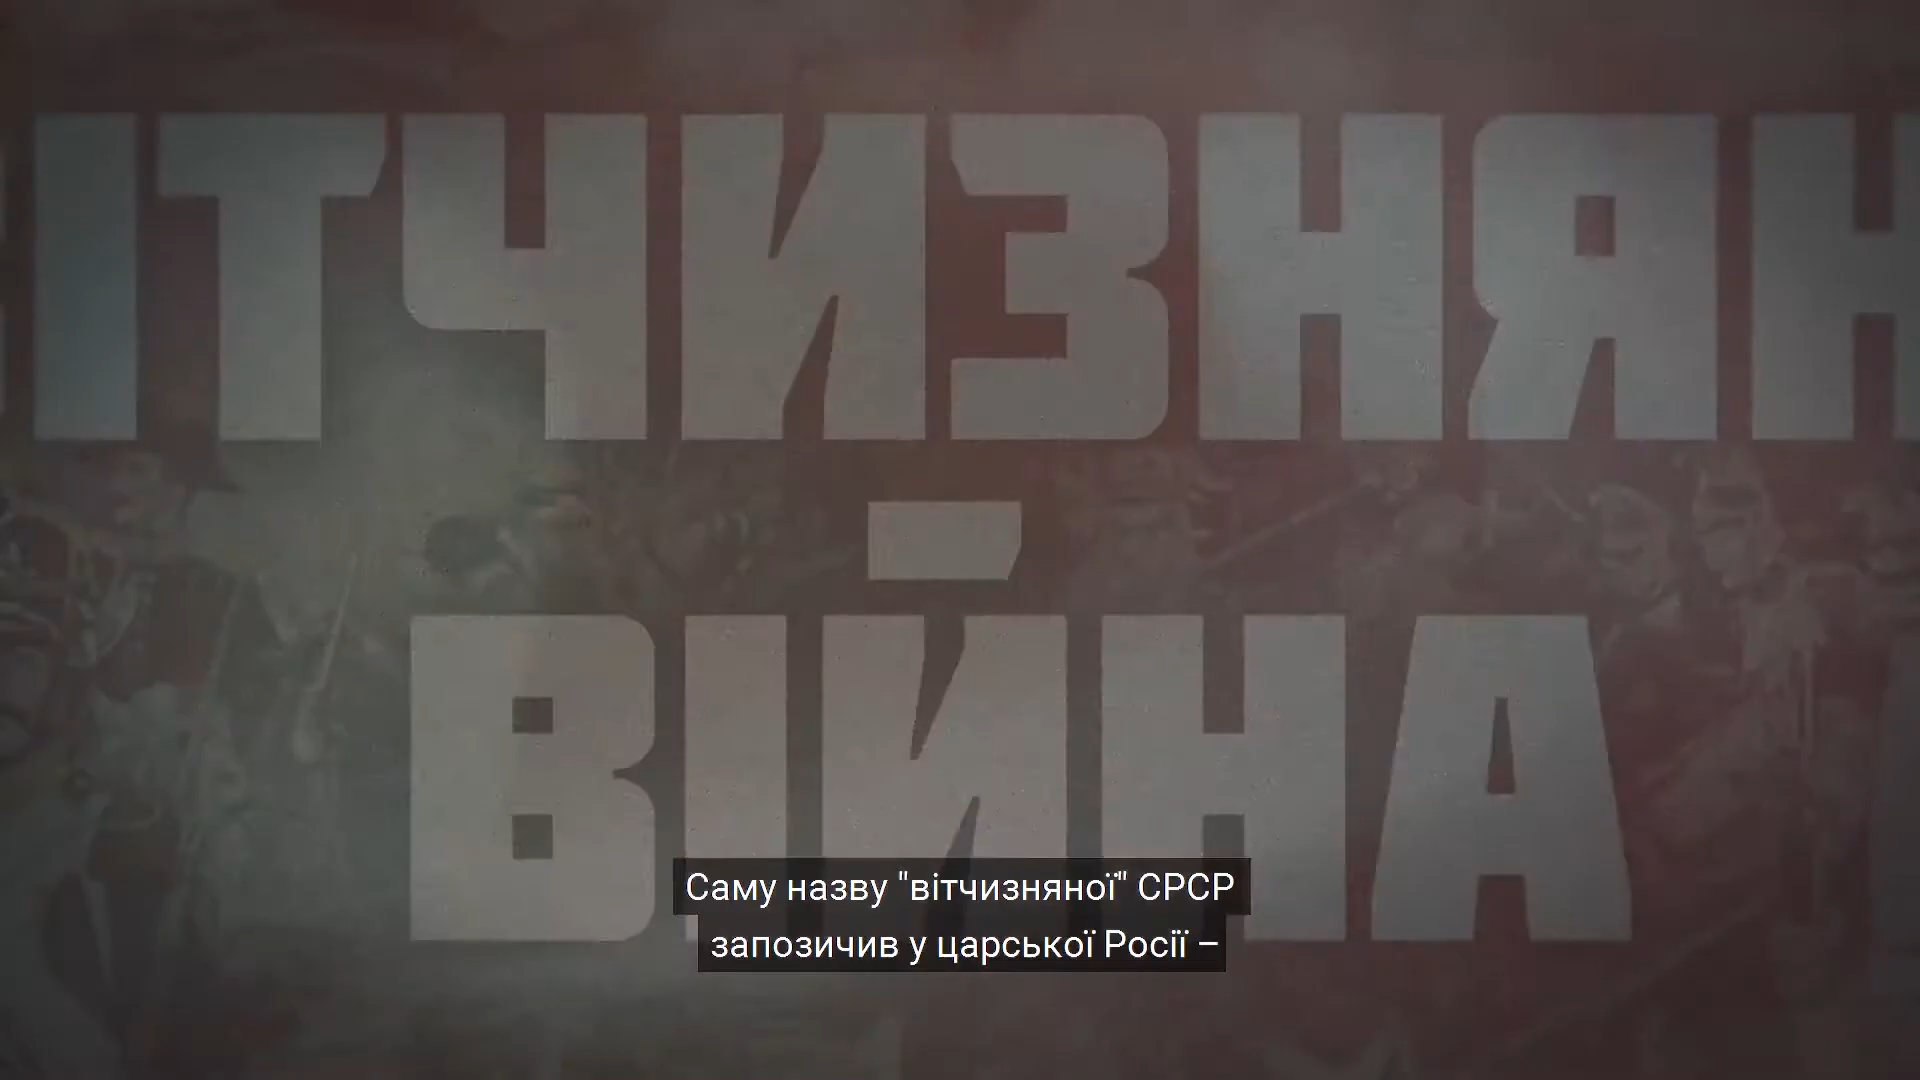 ІТЧИЗНЯН
ВІЙНА
Саму назву "вітчизняної" СРСР
запозичив у царської Росії –